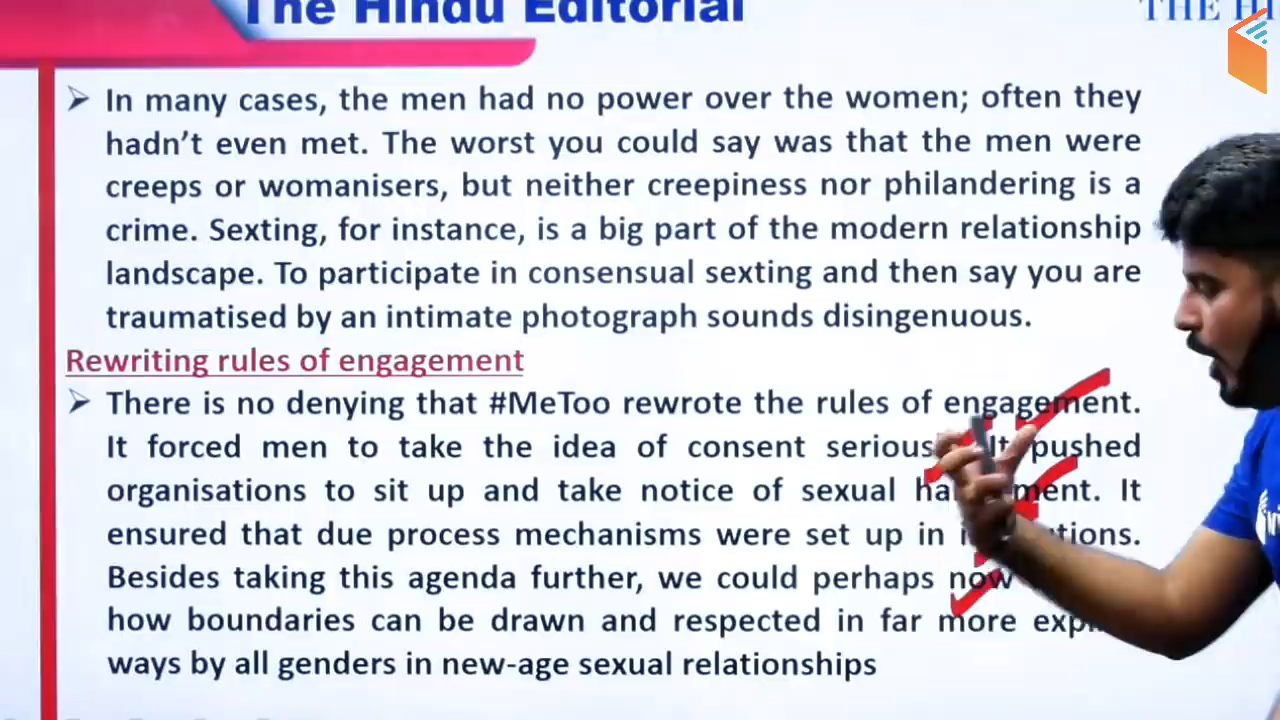 The Hindu Editorial
THE HI
➤ In many cases, the men had no power over the women; often they
hadn't even met. The worst you could say was that the men were
creeps or womanisers, but neither creepiness nor philandering is a
crime. Sexting, for instance, is a big part of the modern relationship
landscape. To participate in consensual sexting and then say you are
traumatised by an intimate photograph sounds disingenuous.
Rewriting rules of engagement
➤ There is no denying that #MeToo rewrote the rules of engagement.
It forced men to take the idea of consent It pushed
organisations to sit up and take notice of sexual It
ensured that due process mechanisms were set up in
Besides taking this agenda further, we could perhaps now
how boundaries can be drawn and respected in far more
ways by all genders in new-age sexual relationships